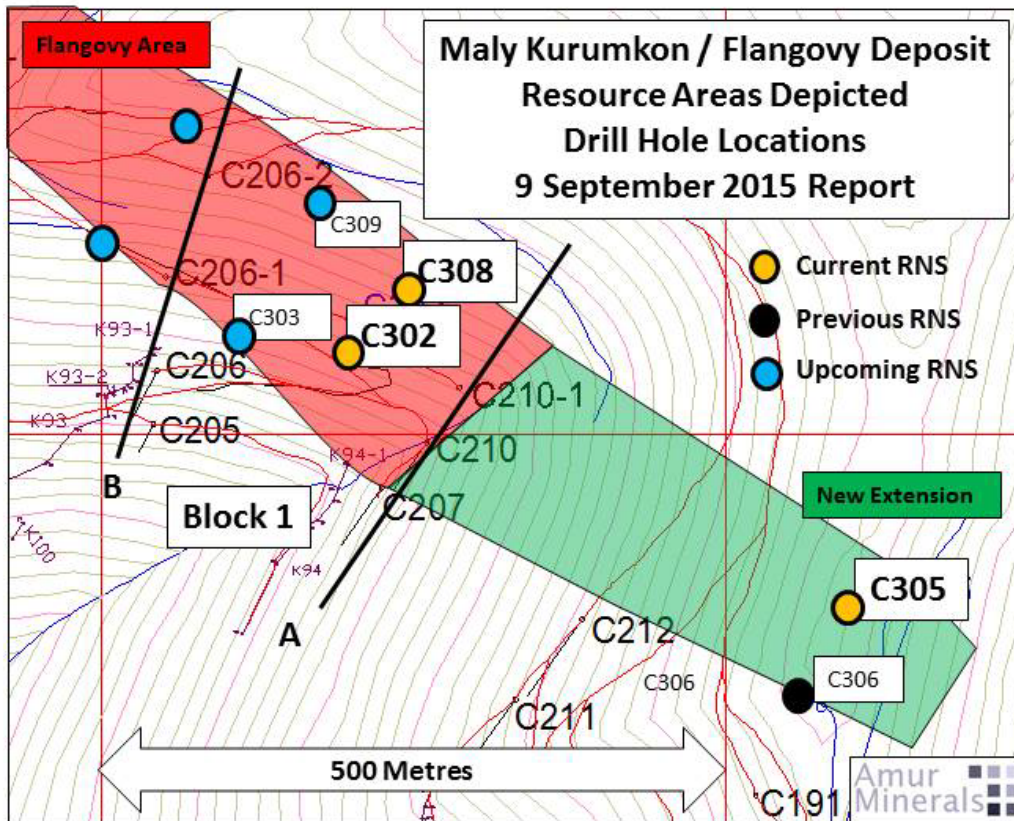 Flangovy Area
Maly Kurumkon / Flangovy Deposit
Resource Areas Depicted
Drill Hole Locations
9 September 2015 Report
C206-2
C309
C206-1
C308
Current RNS
K93-1
C303
C302
Previous RNS
K93-2
C206
Upcoming RNS
K93
C205
C210-1
K94-1
C210
B
Block 1
C207
New Extension
K100
K94
C305
A
C212
C306
C306
C211
500 Metres
Amur
Minerals
C191